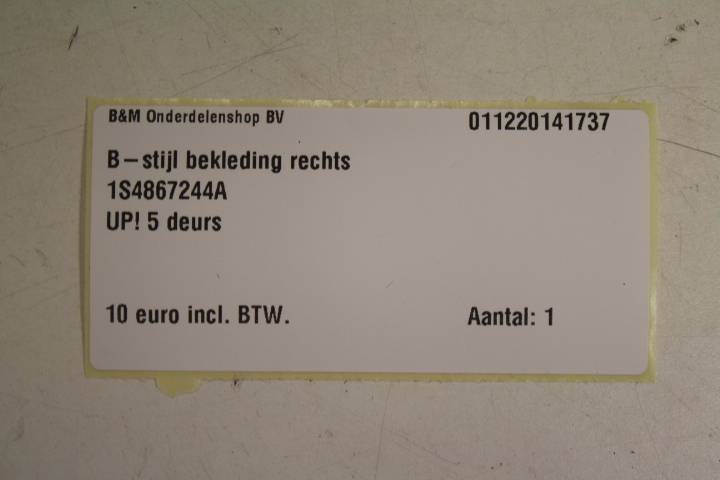 B&M Onderdelenshop BV 011220141737
B-stijl bekleding rechts
1S4867244A
UP! 5 deurs
10 euro incl. BTW. Aantal: 1